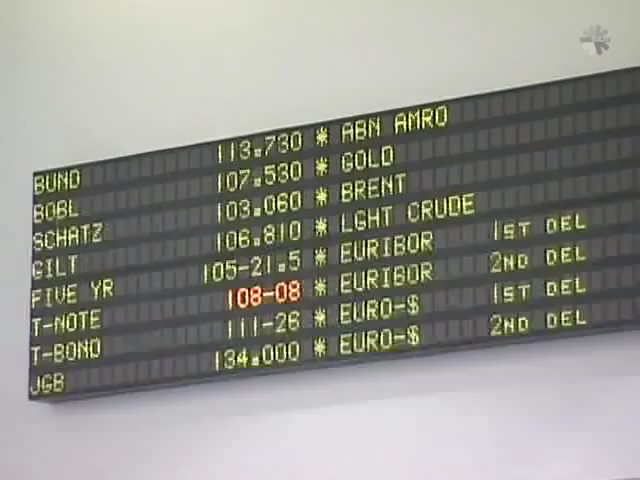 BUND 113.730 * ABN AMRO
BOBL 107.530 * GOLD
SCHATZ 103.060 * BRENT
GILT 106.810 * LGHT CRUDE
FIVE YR 105-21.5 * EURIBOR 1ST DEL
T-NOTE 108-08 * EURIBOR 2ND DEL
T-BOND 111-26 * EURO-$ 1ST DEL
JGB 134.000 * EURO-$ 2ND DEL